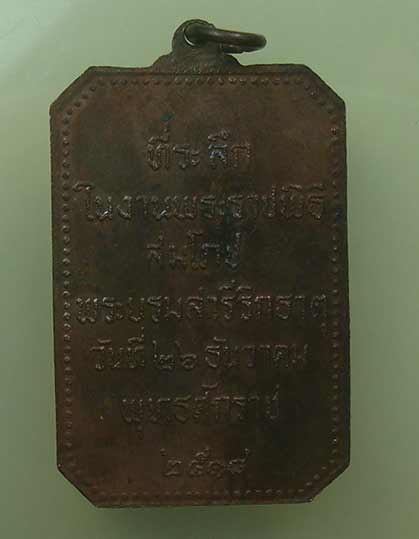 ที่ระลึก
ในงานพระราชพิธี
สมโภช
พระบรมสารีริกธาตุ
วันที่ ๒๖ ธันวาคม
พุทธศักราช
๒๕๑๘